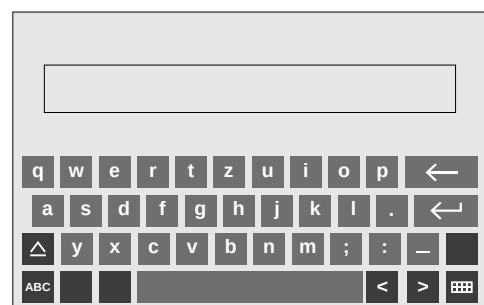 q w e r t z u i o p
a s d f g h j k l .
y x c v b n m ; : _
ABC < >